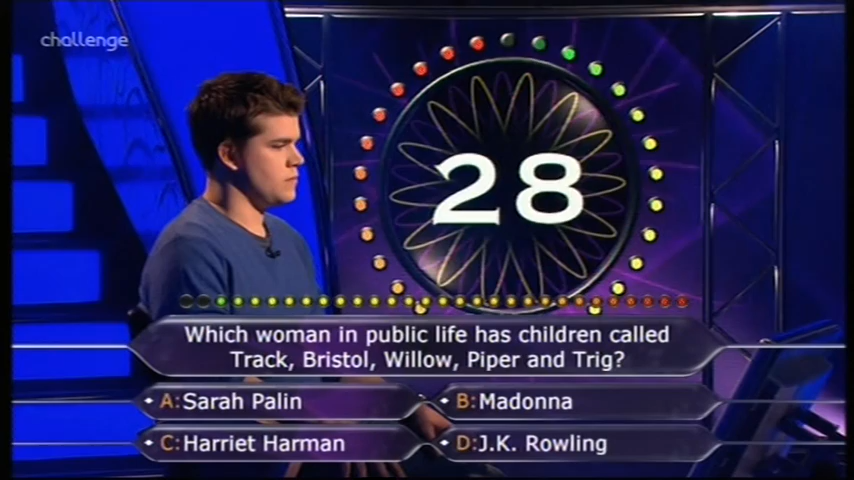 challenge
28
Which woman in public life has children called
Track, Bristol, Willow, Piper and Trig?
A:Sarah Palin
B:Madonna
C:Harriet Harman
D:J.K. Rowling